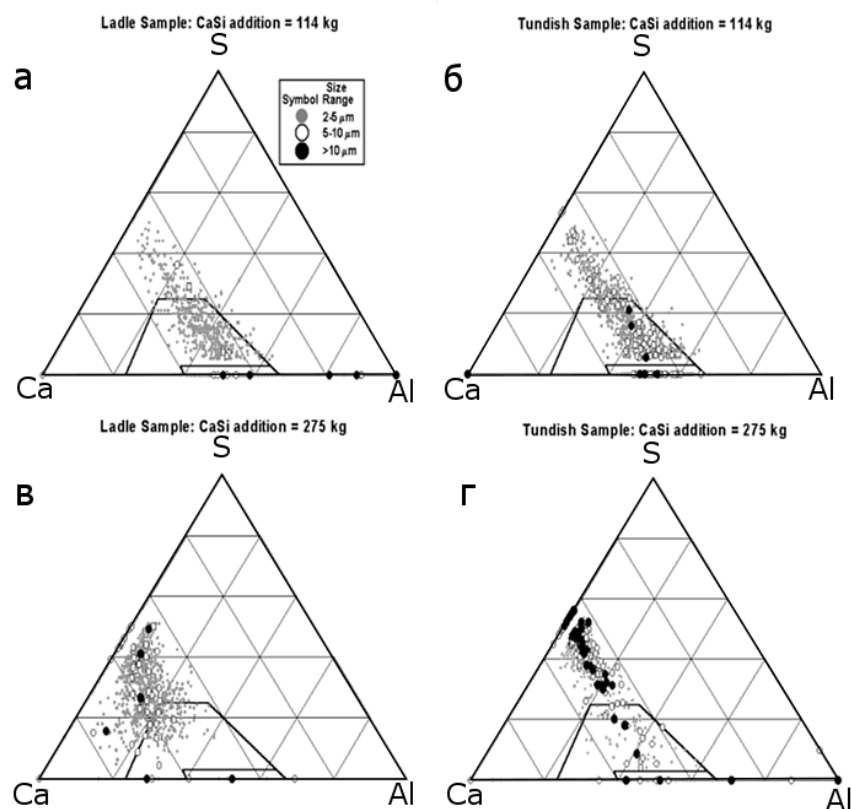 Ladle Sample: CaSi addition = 114 kg
S
а
Symbol Size Range
2-5 µm
5-10 µm
>10 µm
Ca
Al
Tundish Sample: CaSi addition = 114 kg
S
б
Ca
Al
Ladle Sample: CaSi addition = 275 kg
S
в
Ca
Al
Tundish Sample: CaSi addition = 275 kg
S
г
Ca
Al